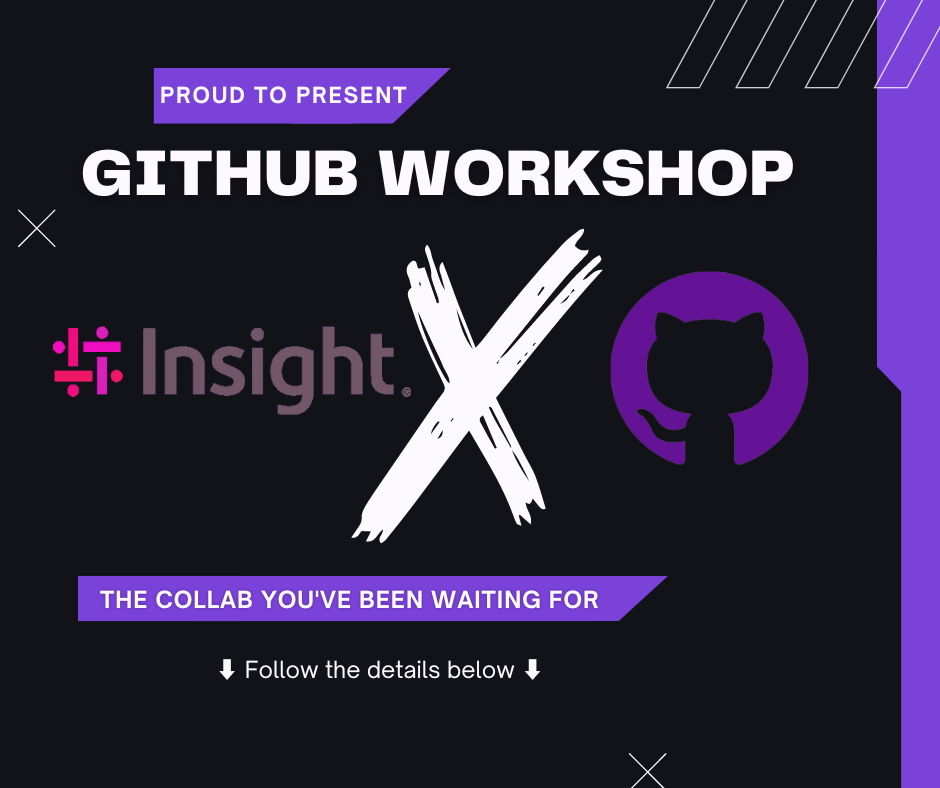 PROUD TO PRESENT
GITHUB WORKSHOP
Insight®
X
THE COLLAB YOU'VE BEEN WAITING FOR
⬇ Follow the details below ⬇